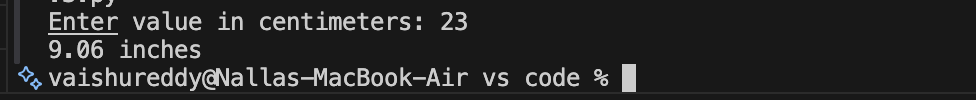 Enter value in centimeters: 23
9.06 inches
vaishureddy@Nallas-MacBook-Air vs code %